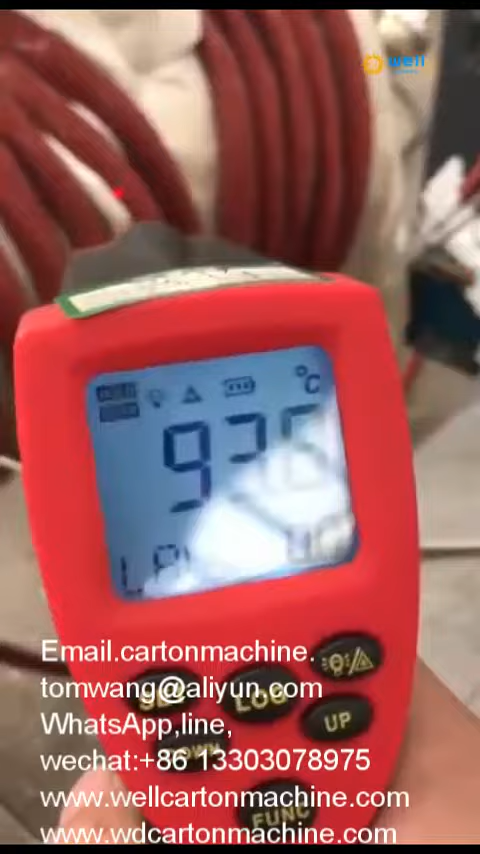 well
°C
Email.cartonmachine.
tomwang@aliyun.com
LOG
UP
WhatsApp,line,
DOWN
wechat:+86 13303078975
www.wellcartonmachine.com
FUNC
www.wdcartonmachine.com